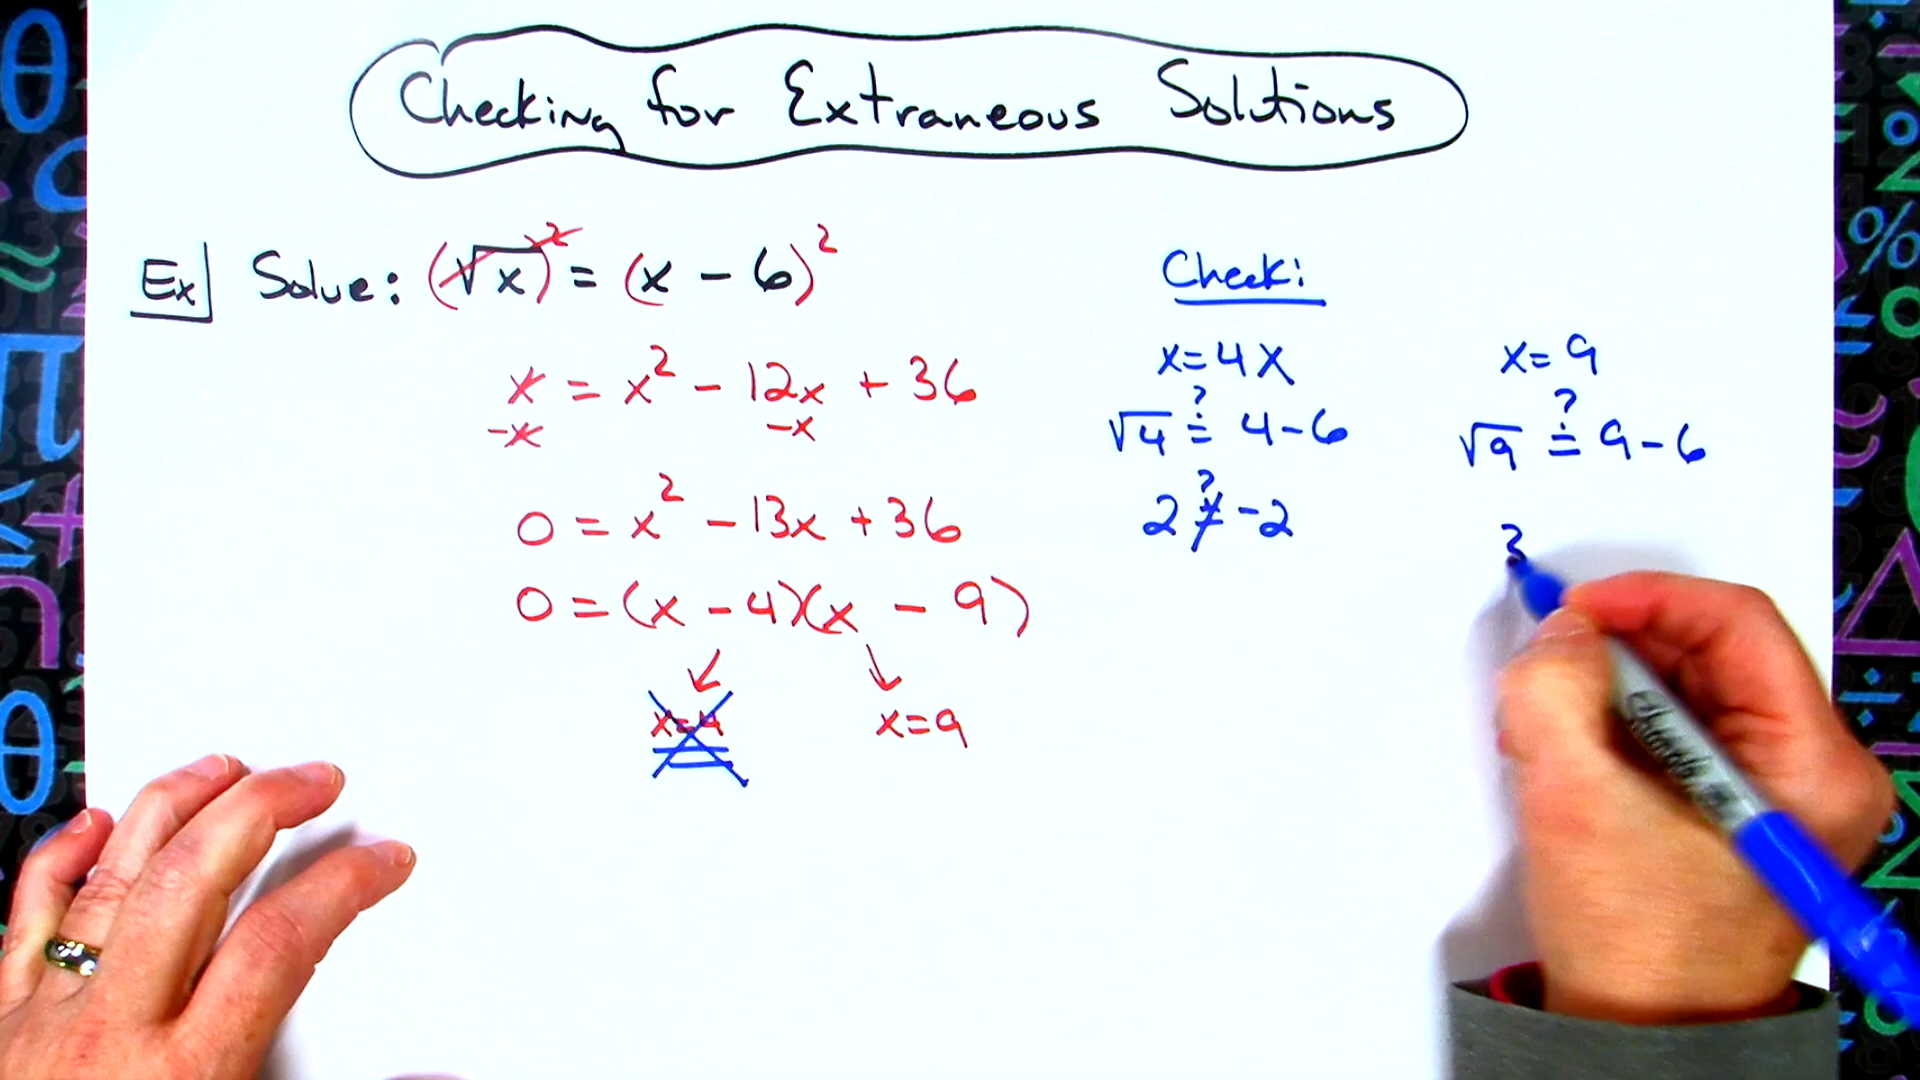 Checking for Extraneous Solutions
Ex Solve: (√x)² = (x - 6)²
x = x² - 12x + 36
-x -x
0 = x² - 13x + 36
0 = (x - 4)(x - 9)
x=4 x=9
Check:
x=4 X
√4 ≟ 4-6
2 ≠ -2
x=9
√9 ≟ 9-6
3
Sharpie